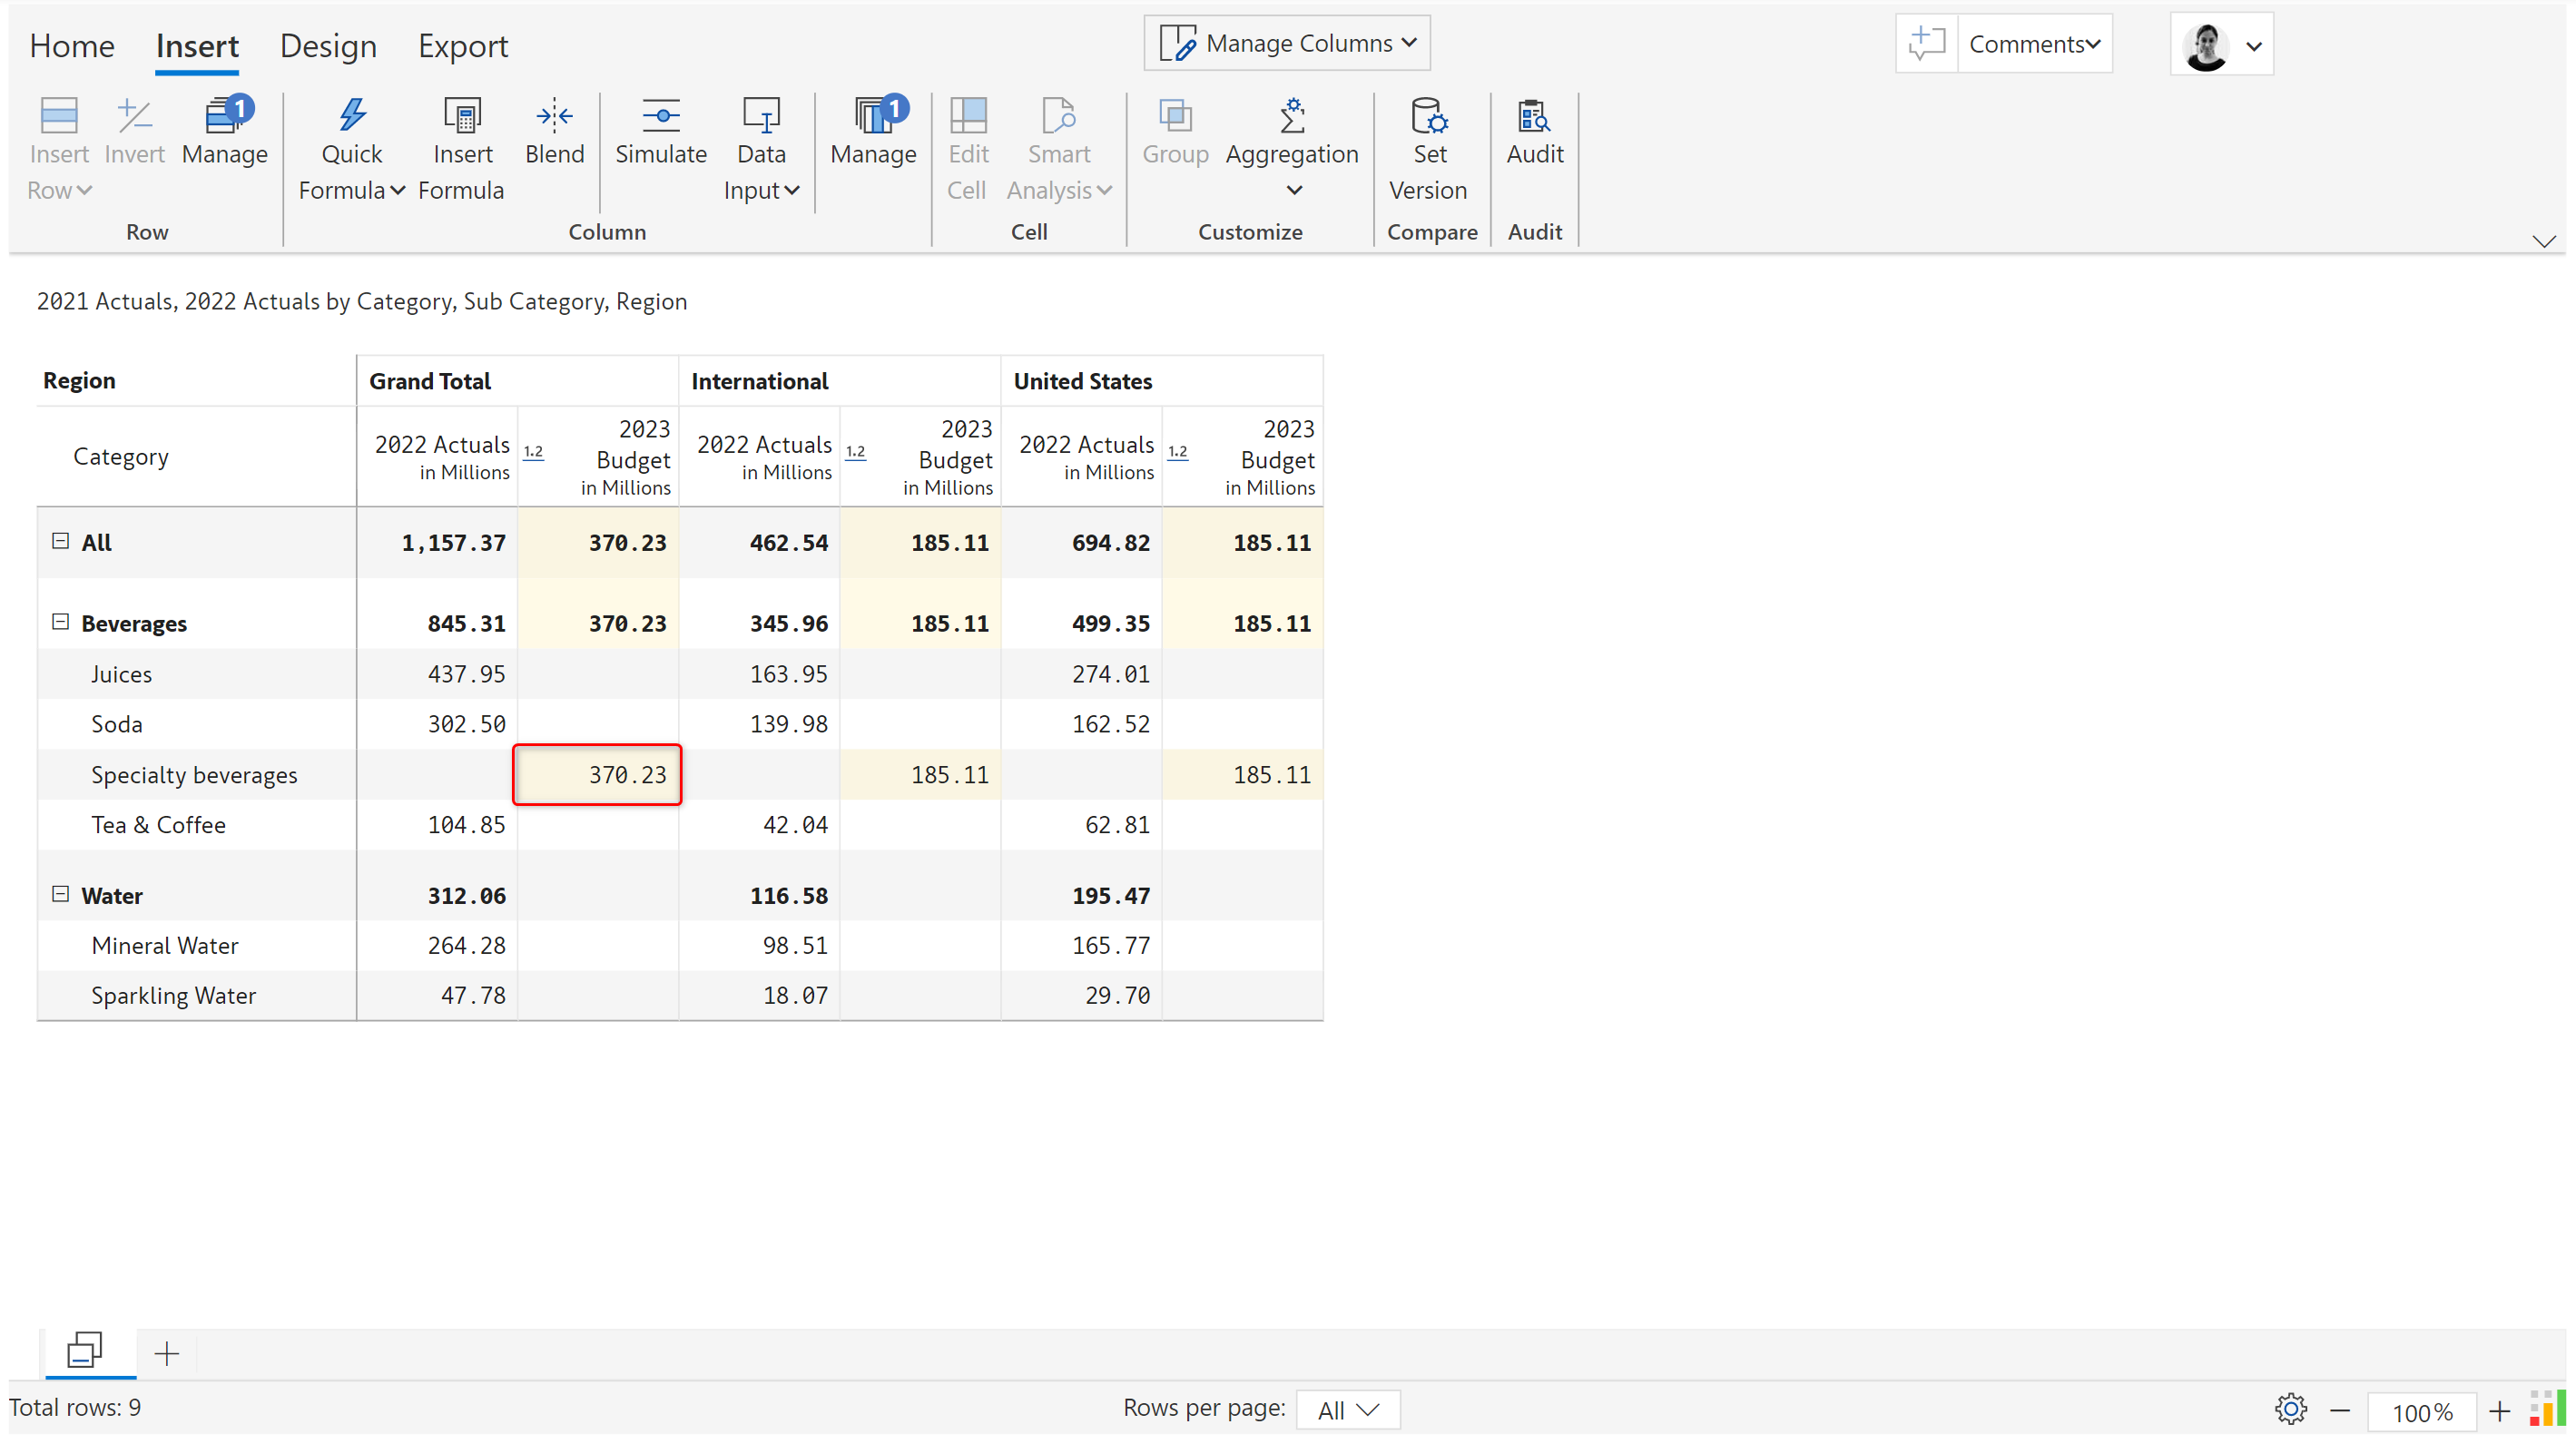 Home Insert Design Export Manage Columns Comments
1 1
Insert Invert Manage Quick Insert Blend Simulate Data Manage Edit Smart Group Aggregation Set Audit
Row Formula Formula Input Cell Analysis Version
Row Column Cell Customize Compare Audit
2021 Actuals, 2022 Actuals by Category, Sub Category, Region
Region Grand Total International United States
Category 2022 Actuals in Millions 1.2 2023 Budget in Millions 2022 Actuals in Millions 1.2 2023 Budget in Millions 2022 Actuals in Millions 1.2 2023 Budget in Millions
All 1,157.37 370.23 462.54 185.11 694.82 185.11
Beverages 845.31 370.23 345.96 185.11 499.35 185.11
Juices 437.95 163.95 274.01
Soda 302.50 139.98 162.52
Specialty beverages 370.23 185.11 185.11
Tea & Coffee 104.85 42.04 62.81
Water 312.06 116.58 195.47
Mineral Water 264.28 98.51 165.77
Sparkling Water 47.78 18.07 29.70
Total rows: 9 Rows per page: All 100%